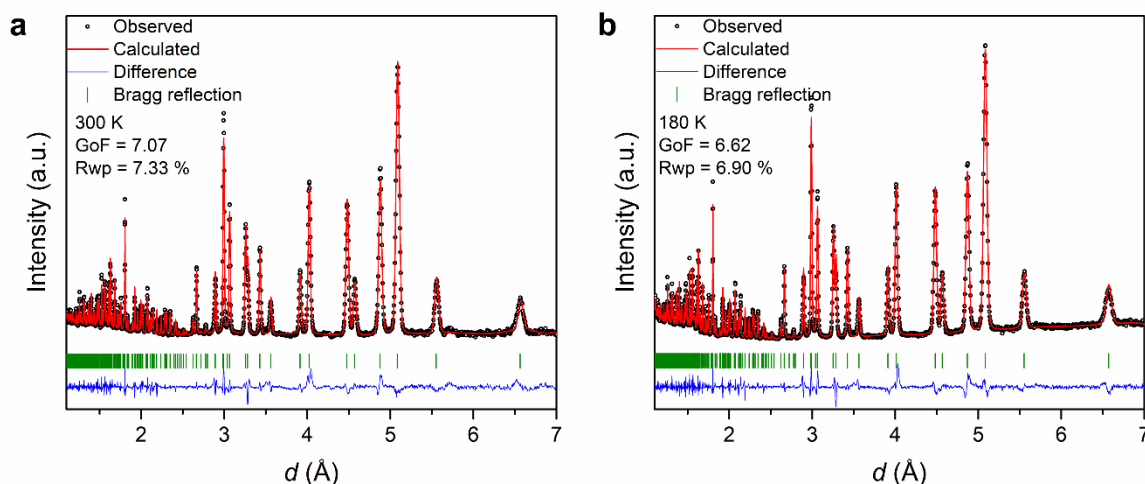 a
Observed
Calculated
Difference
Bragg reflection
300 K
GoF = 7.07
Rwp = 7.33 %
Intensity (a.u.)
2 3 4 5 6 7
d (Å)
b
Observed
Calculated
Difference
Bragg reflection
180 K
GoF = 6.62
Rwp = 6.90 %
Intensity (a.u.)
2 3 4 5 6 7
d (Å)